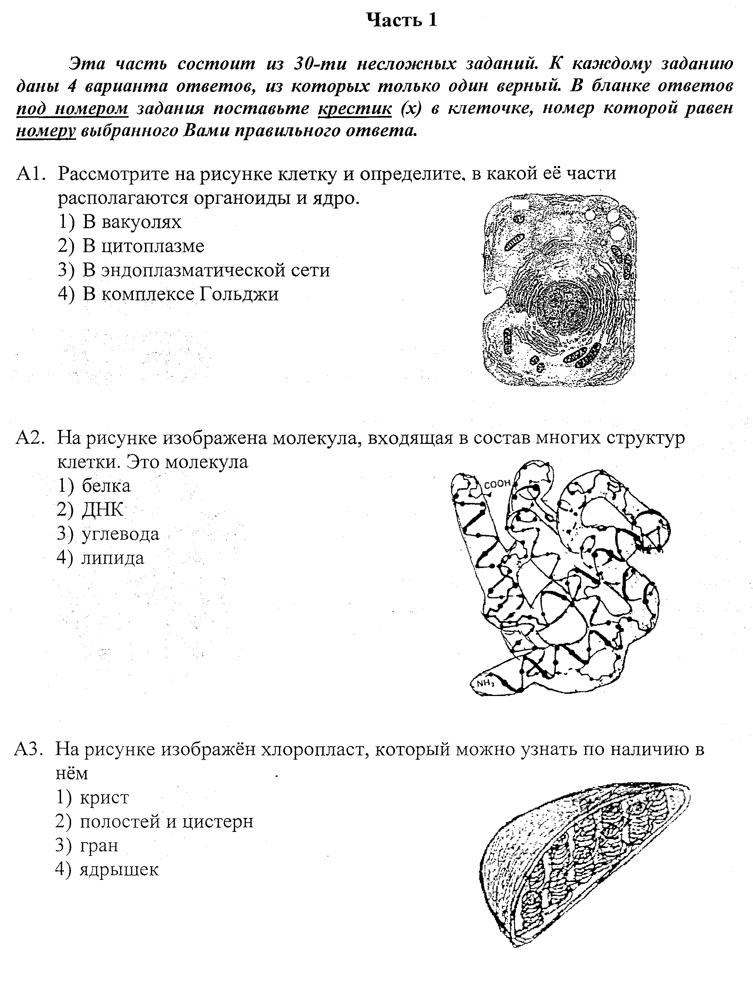 Часть 1
Эта часть состоит из 30-ти несложных заданий. К каждому заданию
даны 4 варианта ответов, из которых только один верный. В бланке ответов
под номером задания поставьте крестик (х) в клеточке, номер которой равен
номеру выбранного Вами правильного ответа.
А1. Рассмотрите на рисунке клетку и определите, в какой её части
располагаются органоиды и ядро.
1) В вакуолях
2) В цитоплазме
3) В эндоплазматической сети
4) В комплексе Гольджи
А2. На рисунке изображена молекула, входящая в состав многих структур
клетки. Это молекула
1) белка
2) ДНК
3) углевода
4) липида
COOH
NH₂
А3. На рисунке изображён хлоропласт, который можно узнать по наличию в
нём
1) крист
2) полостей и цистерн
3) гран
4) ядрышек